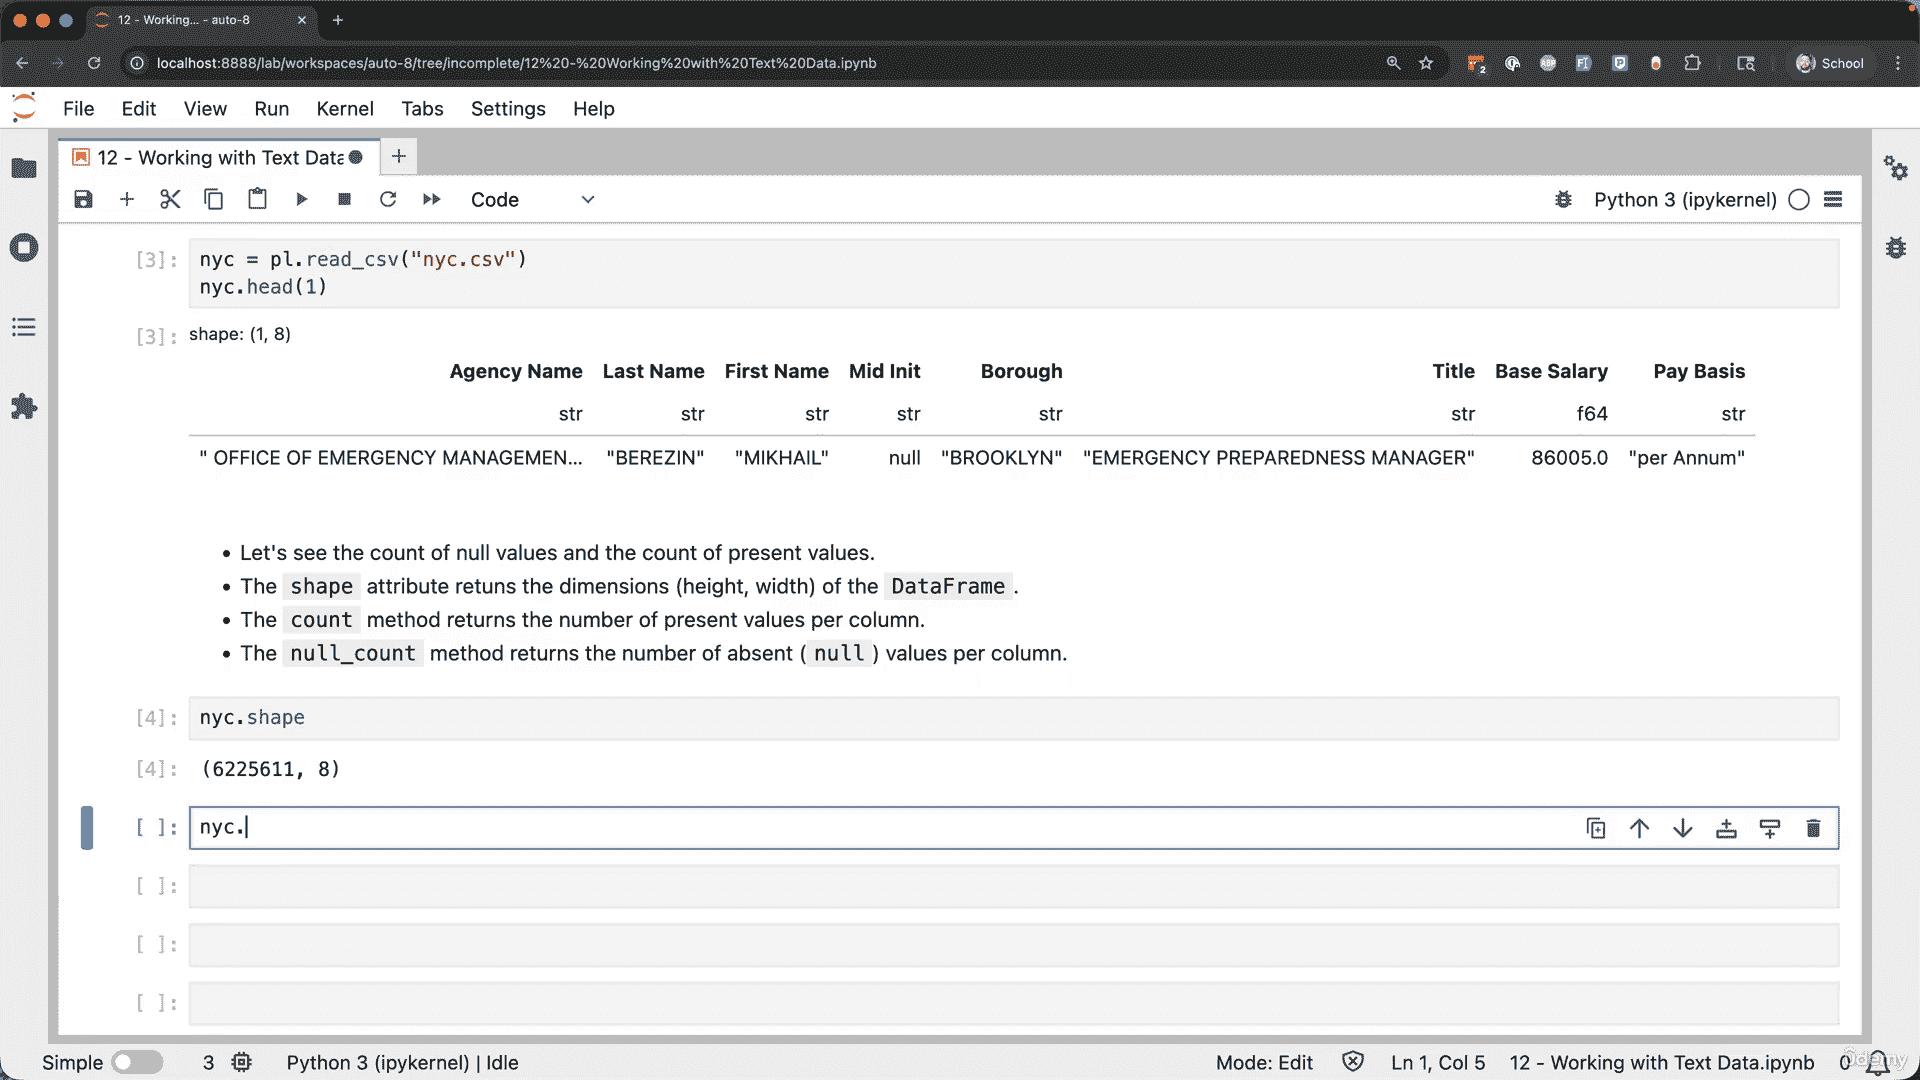 12 - Working... - auto-8
localhost:8888/lab/workspaces/auto-8/tree/incomplete/12%20-%20Working%20with%20Text%20Data.ipynb
2
ABP
School
File Edit View Run Kernel Tabs Settings Help
12 - Working with Text Data
Code
Python 3 (ipykernel)
[3]: nyc = pl.read_csv("nyc.csv")
nyc.head(1)
[3]: shape: (1, 8)
Agency Name Last Name First Name Mid Init Borough Title Base Salary Pay Basis
str str str str str str f64 str
" OFFICE OF EMERGENCY MANAGEMEN... "BEREZIN" "MIKHAIL" null "BROOKLYN" "EMERGENCY PREPAREDNESS MANAGER" 86005.0 "per Annum"
• Let's see the count of null values and the count of present values.
• The shape attribute retuns the dimensions (height, width) of the DataFrame .
• The count method returns the number of present values per column.
• The null_count method returns the number of absent ( null ) values per column.
[4]: nyc.shape
[4]: (6225611, 8)
[ ]: nyc.
[ ]:
[ ]:
[ ]:
Simple 3 Python 3 (ipykernel) | Idle Mode: Edit Ln 1, Col 5 12 - Working with Text Data.ipynb 0
udemy